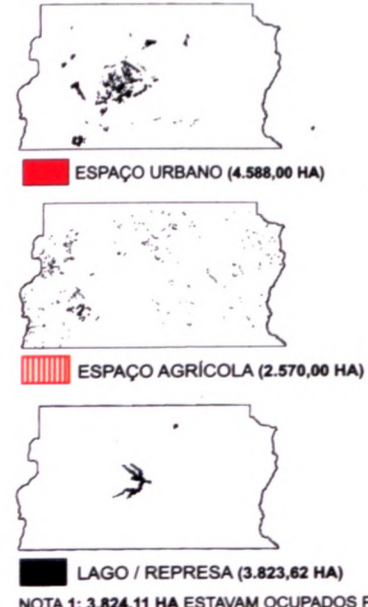 ESPAÇO URBANO (4.588,00 HA)
ESPAÇO AGRÍCOLA (2.570,00 HA)
LAGO / REPRESA (3.823,62 HA)
NOTA 1: 3.824,11 HA ESTAVAM OCUPADOS